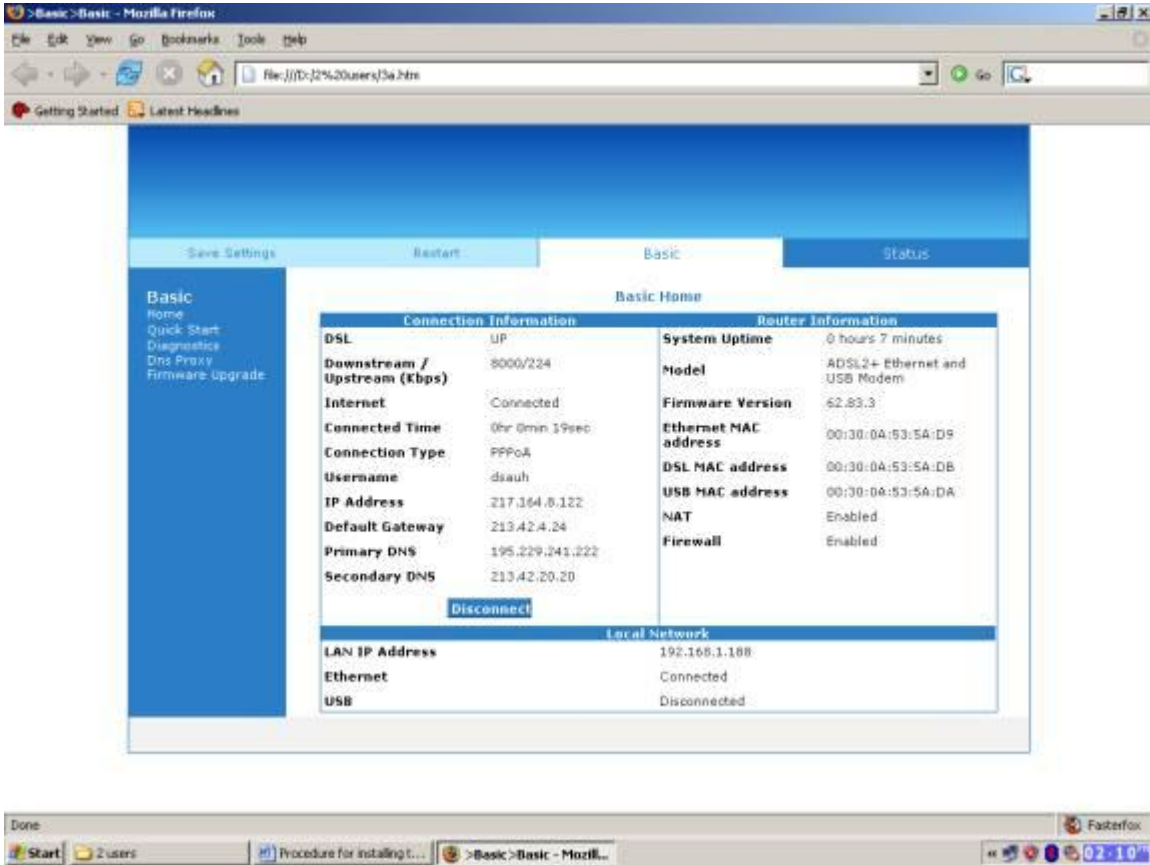 >Basic >Basic - Mozilla Firefox
File Edit View Go Bookmarks Tools Help
file:///D:/2%20users/3a.htm
Go
Getting Started Latest Headlines
Save Settings Restart Basic Status
Basic
Home
Quick Start
Diagnostics
Dns Proxy
Firmware Upgrade
Basic Home
Connection Information
DSL UP
Downstream / Upstream (Kbps) 8000/224
Internet Connected
Connected Time 0hr 0min 19sec
Connection Type PPPoA
Username dsauh
IP Address 217.164.8.122
Default Gateway 213.42.4.24
Primary DNS 195.229.241.222
Secondary DNS 213.42.20.20
Disconnect
Router Information
System Uptime 0 hours 7 minutes
Model ADSL2+ Ethernet and USB Modem
Firmware Version 62.83.3
Ethernet MAC address 00:30:0A:53:5A:D9
DSL MAC address 00:30:0A:53:5A:DB
USB MAC address 00:30:0A:53:5A:DA
NAT Enabled
Firewall Enabled
Local Network
LAN IP Address 192.168.1.188
Ethernet Connected
USB Disconnected
Done
Fasterfox
Start 2 users Procedure for installing t... >Basic >Basic - Mozill...